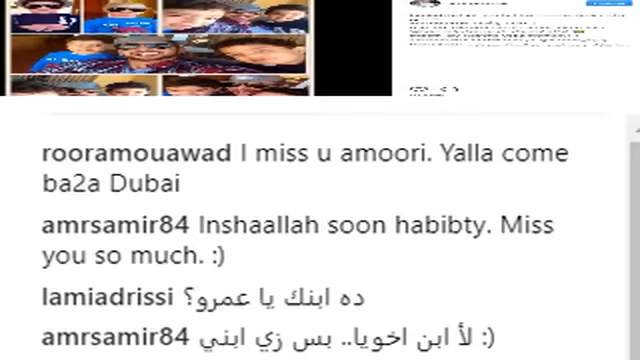 rooramouawad I miss u amoori. Yalla come
ba2a Dubai
amrsamir84 Inshaallah soon habibty. Miss
you so much. :)
lamiadrissi ده ابنك يا عمرو؟
amrsamir84 لأ ابن اخويا.. بس زي ابني :)